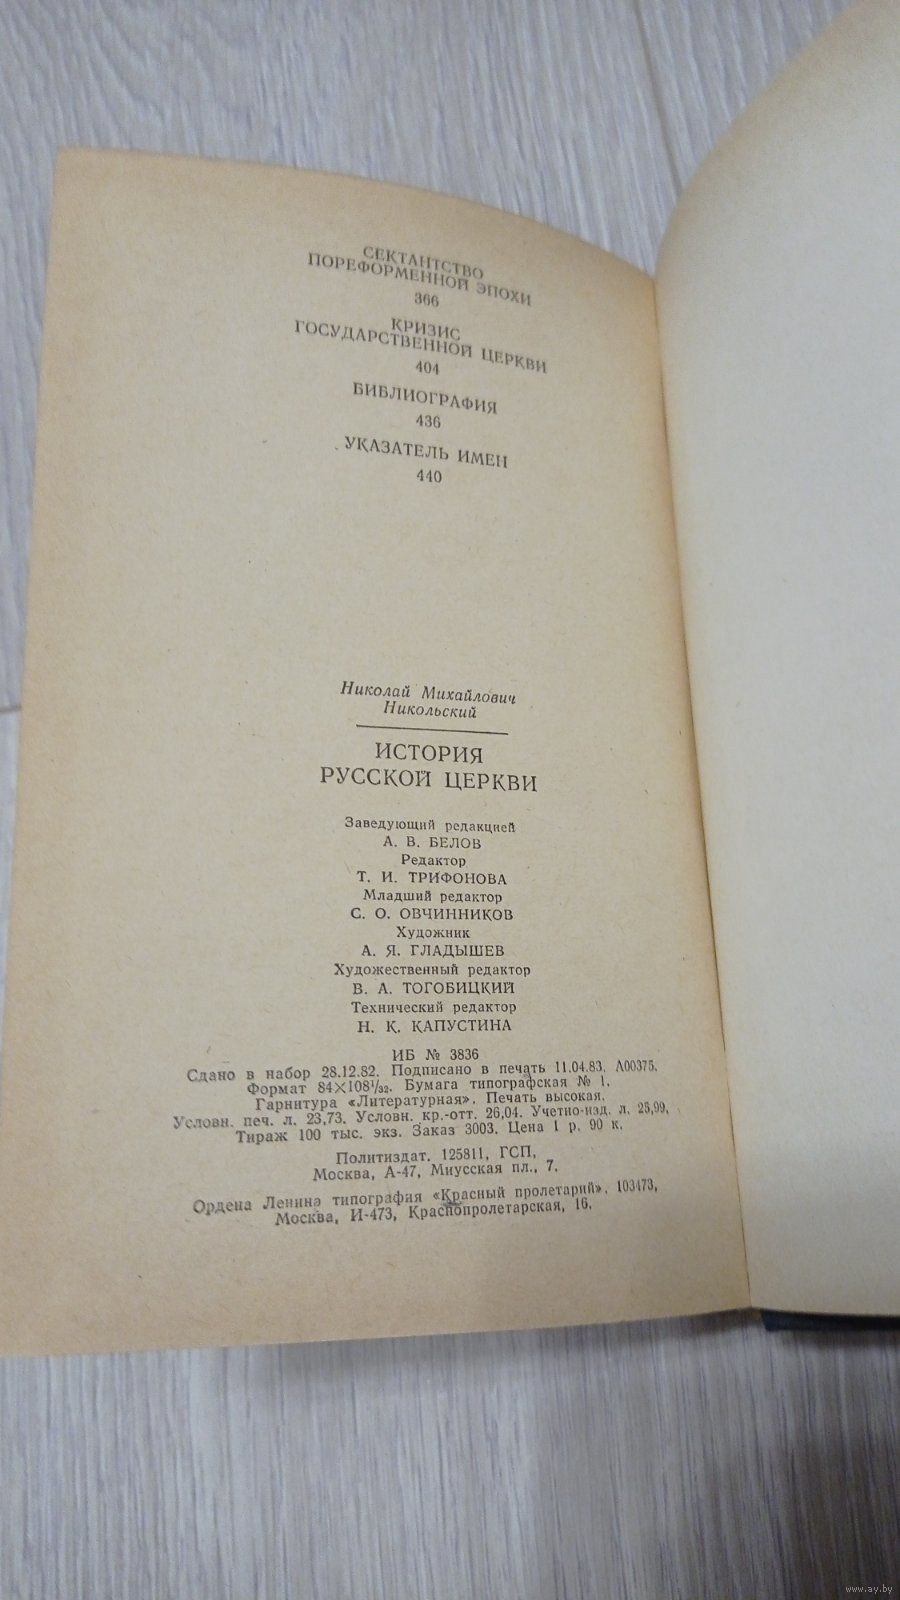 СЕКТАНТСТВО
ПОРЕФОРМЕННОЙ ЭПОХИ
366
КРИЗИС
ГОСУДАРСТВЕННОЙ ЦЕРКВИ
404
БИБЛИОГРАФИЯ
436
УКАЗАТЕЛЬ ИМЕН
440
Николай Михайлович
Никольский
ИСТОРИЯ
РУССКОЙ ЦЕРКВИ
Заведующий редакцией
А. В. БЕЛОВ
Редактор
Т. И. ТРИФОНОВА
Младший редактор
С. О. ОВЧИННИКОВ
Художник
А. Я. ГЛАДЫШЕВ
Художественный редактор
В. А. ТОГОБИЦКИЙ
Технический редактор
Н. К. КАПУСТИНА
ИБ № 3836
Сдано в набор 28.12.82. Подписано в печать 11.04.83. А00375.
Формат 84×108¹/₃₂. Бумага типографская № 1.
Гарнитура «Литературная». Печать высокая.
Условн. печ. л. 23,73. Условн. кр.-отт. 26,04. Учетно-изд. л. 25,99.
Тираж 100 тыс. экз. Заказ 3003. Цена 1 р. 90 к.
Политиздат. 125811, ГСП,
Москва, А-47, Миусская пл., 7.
Ордена Ленина типография «Красный пролетарий». 103473,
Москва, И-473, Краснопролетарская, 16.
www.ay.by